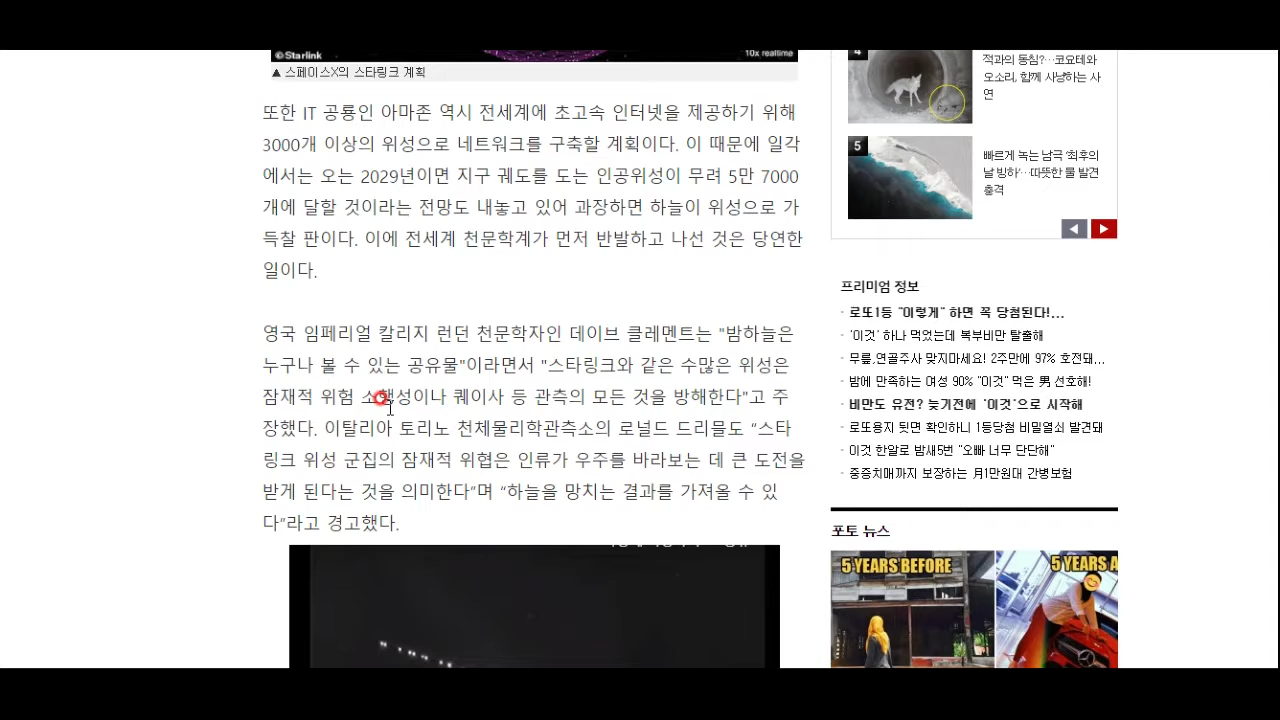 ©Starlink
10x realtime
▲ 스페이스X의 스타링크 계획
또한 IT 공룡인 아마존 역시 전세계에 초고속 인터넷을 제공하기 위해
3000개 이상의 위성으로 네트워크를 구축할 계획이다. 이 때문에 일각
에서는 오는 2029년이면 지구 궤도를 도는 인공위성이 무려 5만 7000
개에 달할 것이라는 전망도 내놓고 있어 과장하면 하늘이 위성으로 가
득찰 판이다. 이에 전세계 천문학계가 먼저 반발하고 나선 것은 당연한
일이다.
영국 임페리얼 칼리지 런던 천문학자인 데이브 클레멘트는 "밤하늘은
누구나 볼 수 있는 공유물"이라면서 "스타링크와 같은 수많은 위성은
잠재적 위험 소행성이나 퀘이사 등 관측의 모든 것을 방해한다"고 주
장했다. 이탈리아 토리노 천체물리학관측소의 로널드 드리믈도 “스타
링크 위성 군집의 잠재적 위협은 인류가 우주를 바라보는 데 큰 도전을
받게 된다는 것을 의미한다”며 “하늘을 망치는 결과를 가져올 수 있
다”라고 경고했다.
4
적과의 동침?…코요테와
오소리, 함께 사냥하는 사
연
5
빠르게 녹는 남극 ‘최후의
날 빙하’…따뜻한 물 발견
충격
프리미엄 정보
로또1등 "이렇게" 하면 꼭 당첨된다!...
'이것' 하나 먹었는데 복부비만 탈출해
무릎,연골주사 맞지마세요! 2주만에 97% 호전돼...
밤에 만족하는 여성 90% "이것" 먹은 男 선호해!
비만도 유전? 늦기전에 '이것'으로 시작해
로또용지 뒷면 확인하니 1등당첨 비밀열쇠 발견돼
이것 한알로 밤새5번 "오빠 너무 단단해"
중증치매까지 보장하는 月1만원대 간병보험
포토 뉴스
5 YEARS BEFORE
5 YEARS A